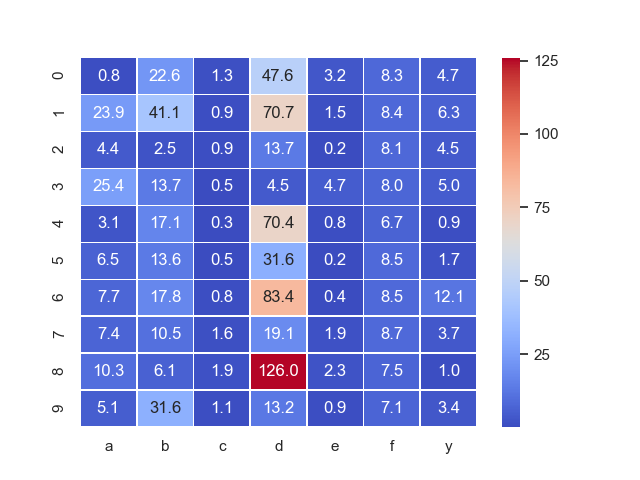 0 0.8 22.6 1.3 47.6 3.2 8.3 4.7
1 23.9 41.1 0.9 70.7 1.5 8.4 6.3
2 4.4 2.5 0.9 13.7 0.2 8.1 4.5
3 25.4 13.7 0.5 4.5 4.7 8.0 5.0
4 3.1 17.1 0.3 70.4 0.8 6.7 0.9
5 6.5 13.6 0.5 31.6 0.2 8.5 1.7
6 7.7 17.8 0.8 83.4 0.4 8.5 12.1
7 7.4 10.5 1.6 19.1 1.9 8.7 3.7
8 10.3 6.1 1.9 126.0 2.3 7.5 1.0
9 5.1 31.6 1.1 13.2 0.9 7.1 3.4
a b c d e f y
125
100
75
50
25